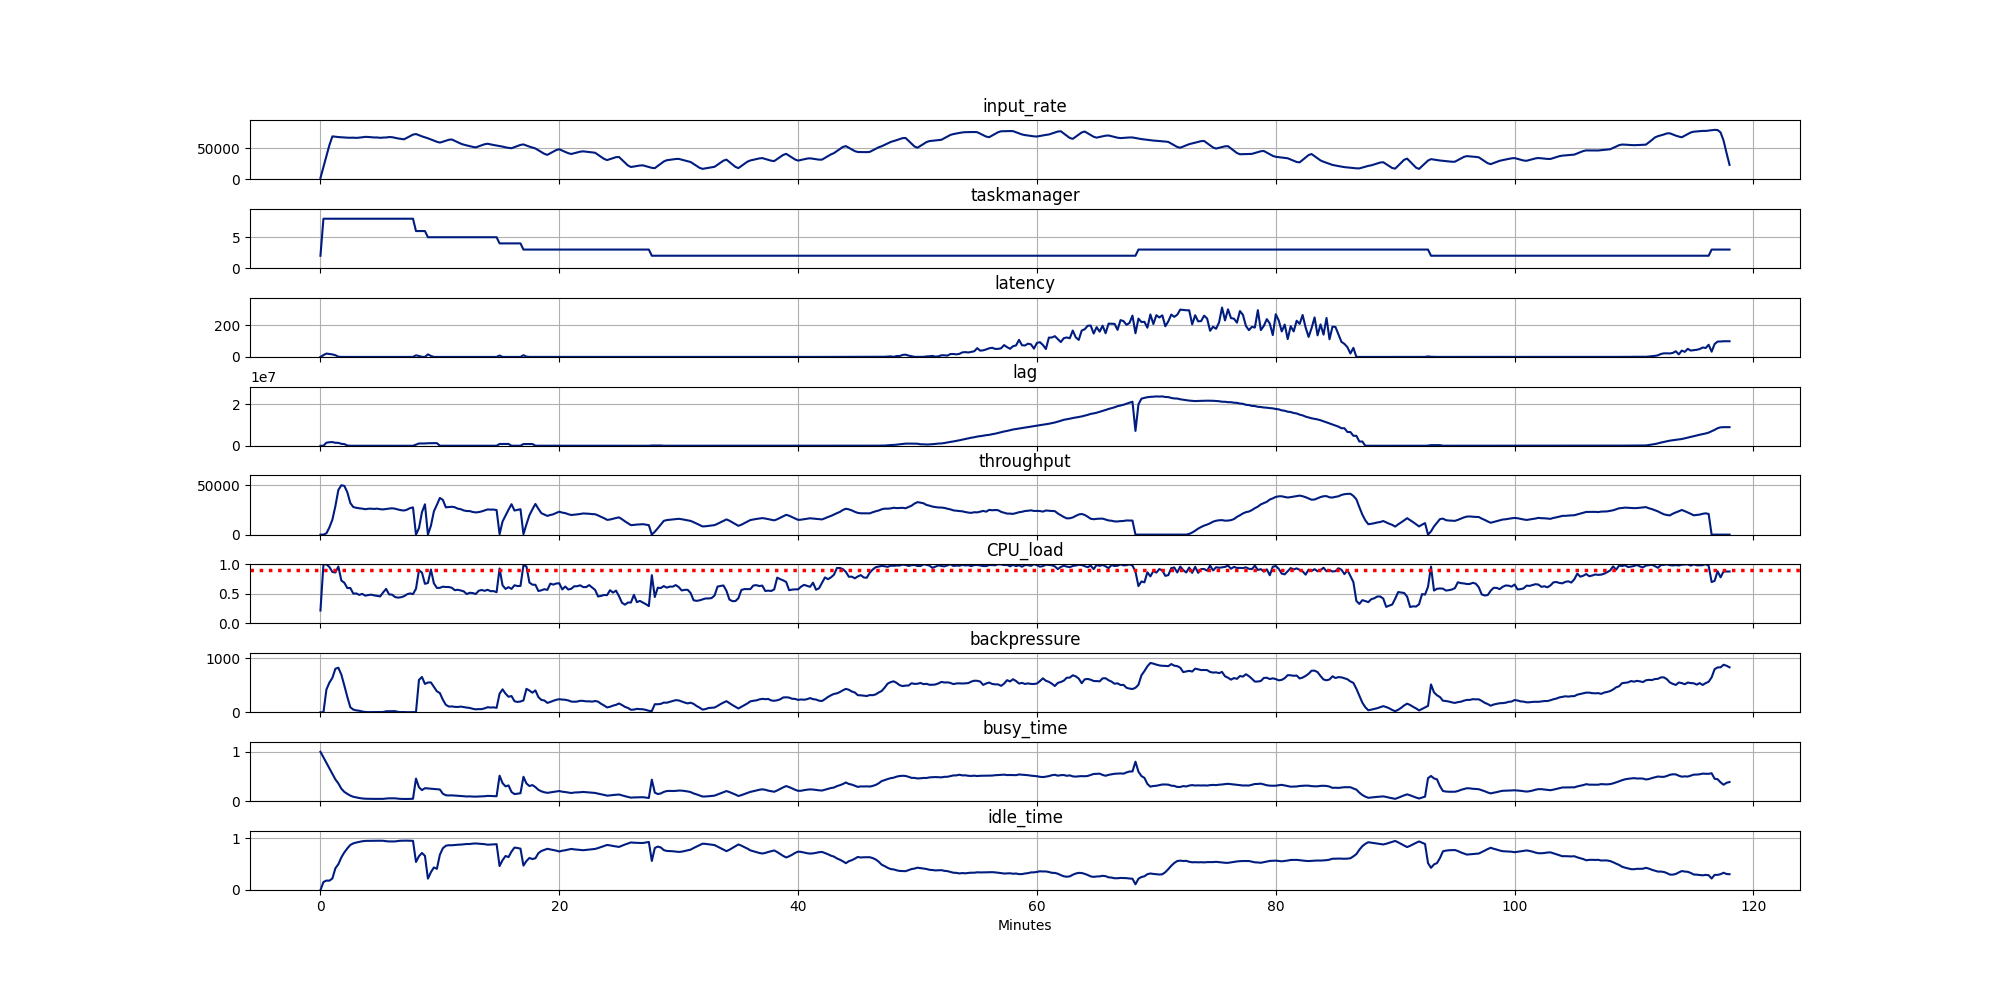 input_rate
50000
0
taskmanager
5
0
latency
200
0
1e7
lag
2
0
throughput
50000
0
CPU_load
1.0
0.5
0.0
backpressure
1000
0
busy_time
1
0
idle_time
1
0
0 20 40 60 80 100 120
Minutes